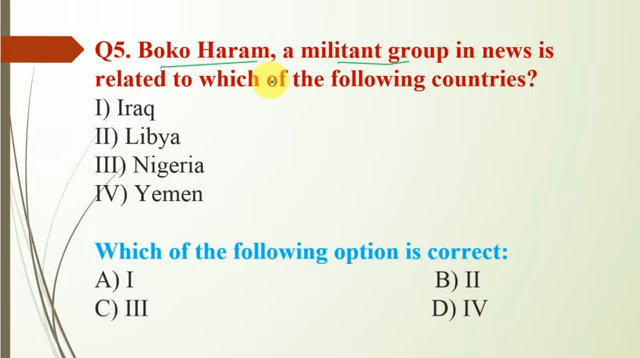 Q5. Boko Haram, a militant group in news is
related to which of the following countries?
I) Iraq
II) Libya
III) Nigeria
IV) Yemen
Which of the following option is correct:
A) I B) II
C) III D) IV